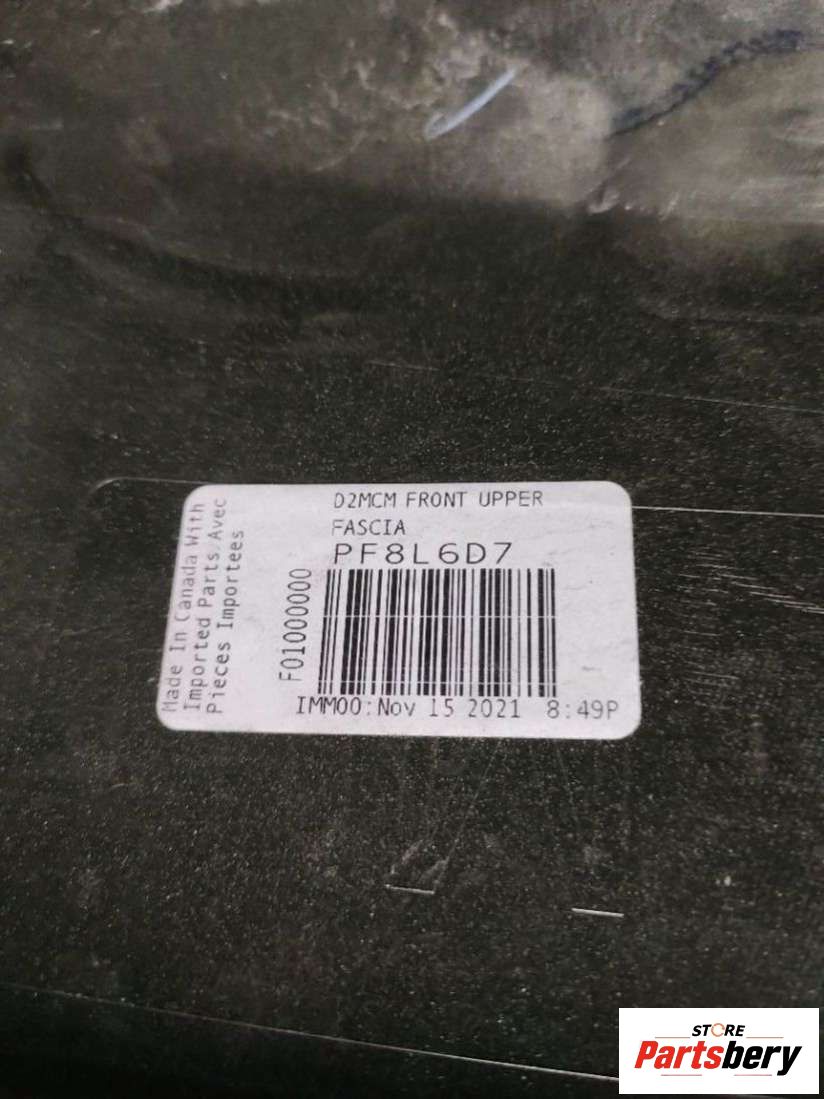 D2MCM FRONT UPPER
FASCIA
PF8L6D7
F01000000
IMM00:Nov 15 2021 8:49P
Made In Canada With
Imported Parts/Avec
Pieces Importees
STORE
Partsbery